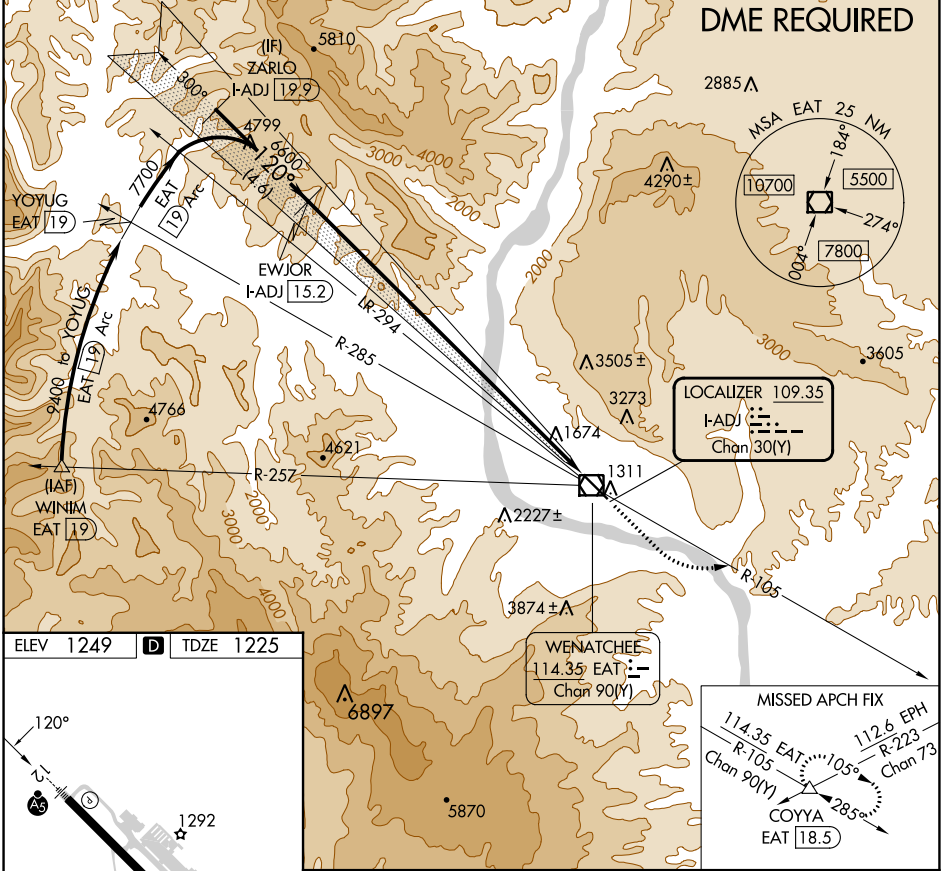 DME REQUIRED
5810
(IF)
ZARLO
I-ADJ 19.9
300°
2885
MSA EAT 25 NM
184°
10700
5500
274°
004°
7800
4799
6600
120°
(4.6)
3000
4000
2000
4290±
7700
EAT
19 Arc
YOYUG
EAT 19
EWJOR
I-ADJ 15.2
LR-294
R-285
2000
3000
9400 to YOYUG
EAT 19 Arc
3505±
3605
3273
4766
4621
1674
LOCALIZER 109.35
I-ADJ
Chan 30(Y)
R-257
1311
(IAF)
WINIM
EAT 19
2227±
3000
2000
R-105
4000
3874±
WENATCHEE
114.35 EAT
Chan 90(Y)
ELEV 1249 D TDZE 1225
6897
5870
120°
12
A5
P
1292
MISSED APCH FIX
114.35 EAT
R-105
Chan 90(Y)
112.6 EPH
R-223
Chan 73
105°
285°
COYYA
EAT 18.5